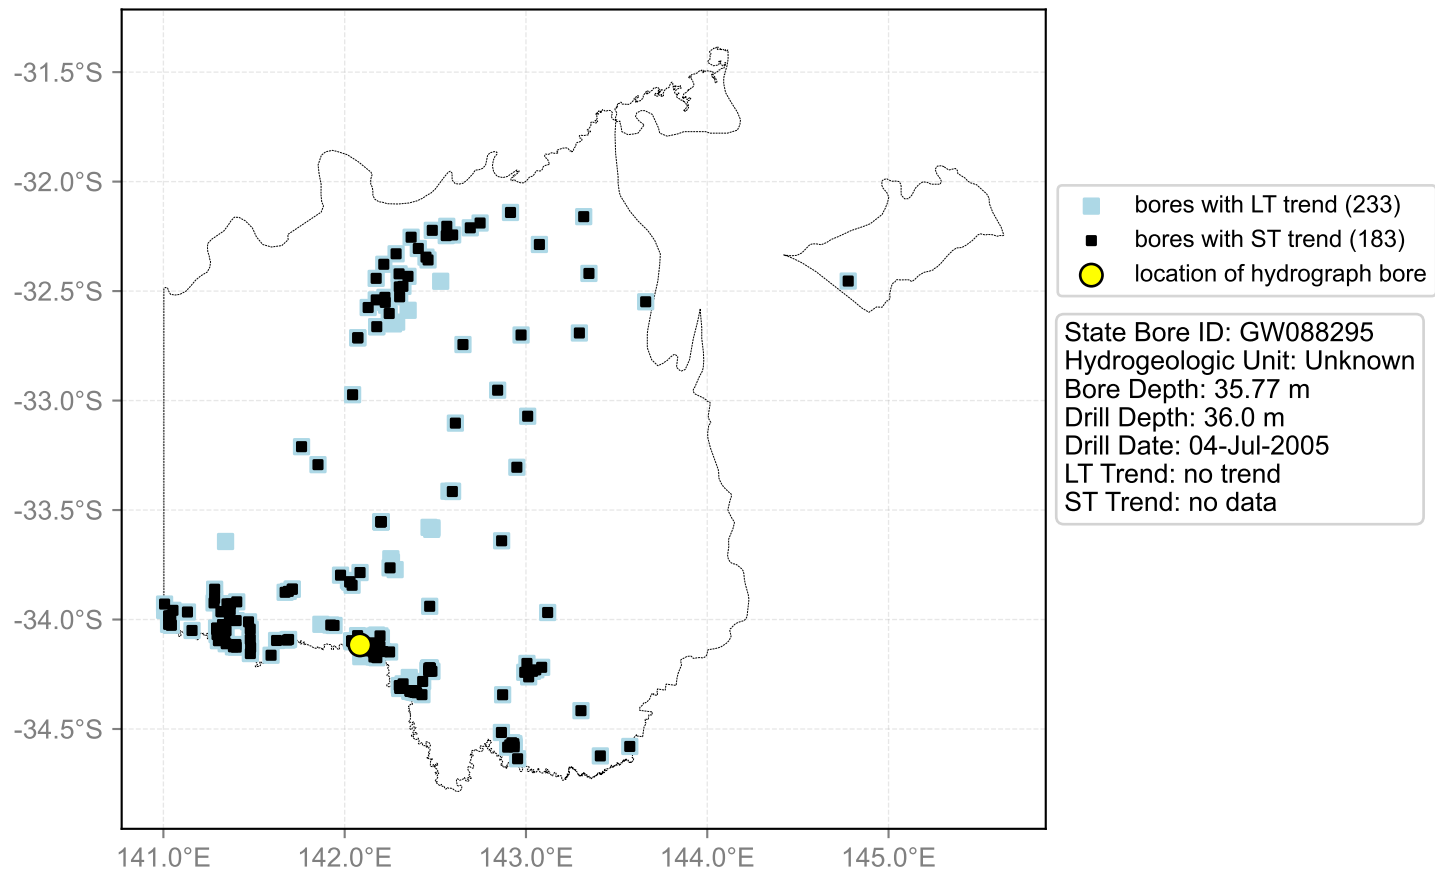 -31.5°S
-32.0°S
-32.5°S
-33.0°S
-33.5°S
-34.0°S
-34.5°S
141.0°E
142.0°E
143.0°E
144.0°E
145.0°E
bores with LT trend (233)
bores with ST trend (183)
location of hydrograph bore
State Bore ID: GW088295
Hydrogeologic Unit: Unknown
Bore Depth: 35.77 m
Drill Depth: 36.0 m
Drill Date: 04-Jul-2005
LT Trend: no trend
ST Trend: no data